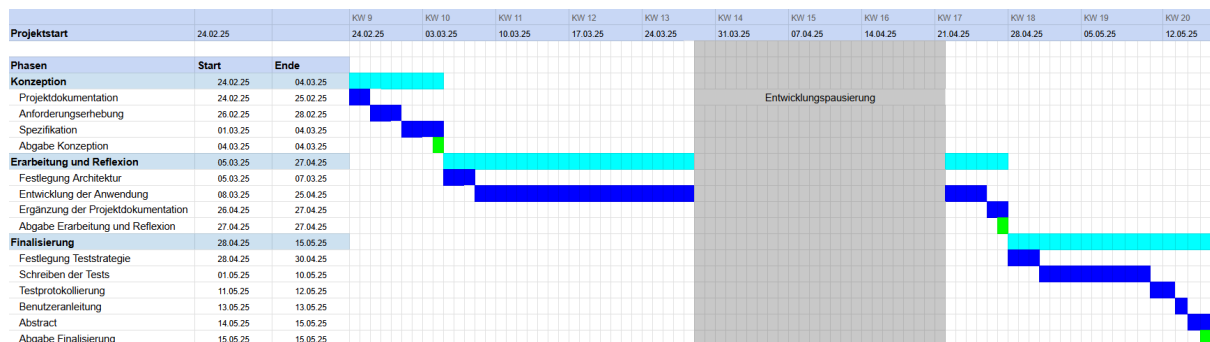 KW 9 KW 10 KW 11 KW 12 KW 13 KW 14 KW 15 KW 16 KW 17 KW 18 KW 19 KW 20
Projektstart 24.02.25 24.02.25 03.03.25 10.03.25 17.03.25 24.03.25 31.03.25 07.04.25 14.04.25 21.04.25 28.04.25 05.05.25 12.05.25
Phasen Start Ende
Konzeption 24.02.25 04.03.25
Projektdokumentation 24.02.25 25.02.25 Entwicklungspausierung
Anforderungserhebung 26.02.25 28.02.25
Spezifikation 01.03.25 04.03.25
Abgabe Konzeption 04.03.25 04.03.25
Erarbeitung und Reflexion 05.03.25 27.04.25
Festlegung Architektur 05.03.25 07.03.25
Entwicklung der Anwendung 08.03.25 25.04.25
Ergänzung der Projektdokumentation 26.04.25 27.04.25
Abgabe Erarbeitung und Reflexion 27.04.25 27.04.25
Finalisierung 28.04.25 15.05.25
Festlegung Teststrategie 28.04.25 30.04.25
Schreiben der Tests 01.05.25 10.05.25
Testprotokollierung 11.05.25 12.05.25
Benutzeranleitung 13.05.25 13.05.25
Abstract 14.05.25 15.05.25
Abgabe Finalisierung 15.05.25 15.05.25